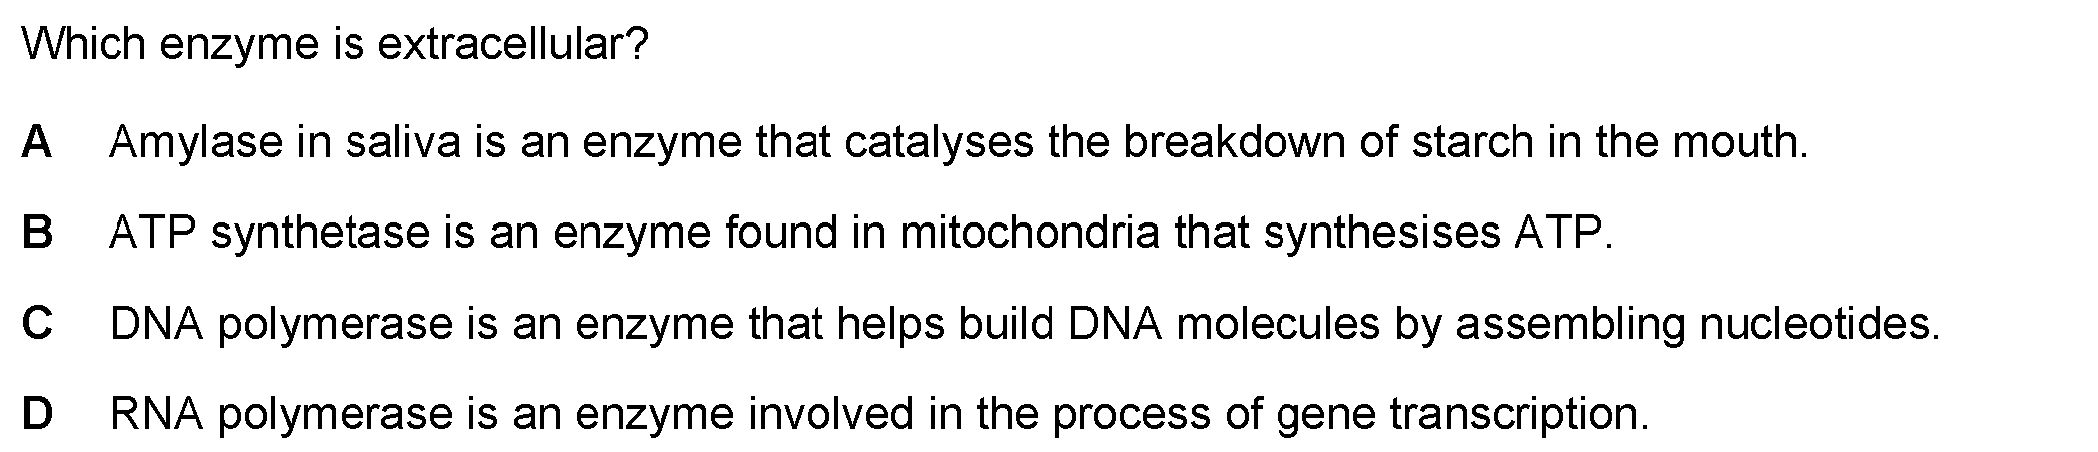 Which enzyme is extracellular?
A Amylase in saliva is an enzyme that catalyses the breakdown of starch in the mouth.
B ATP synthetase is an enzyme found in mitochondria that synthesises ATP.
C DNA polymerase is an enzyme that helps build DNA molecules by assembling nucleotides.
D RNA polymerase is an enzyme involved in the process of gene transcription.